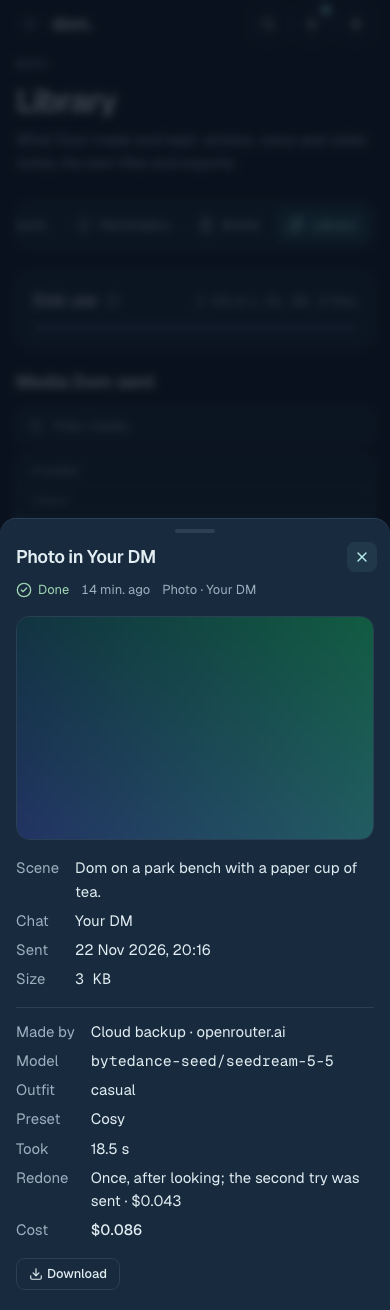 Library
Photo in Your DM
Done 14 min. ago Photo · Your DM
Scene Dom on a park bench with a paper cup of
tea.
Chat Your DM
Sent 22 Nov 2026, 20:16
Size 3 KB
Made by Cloud backup · openrouter.ai
Model bytedance-seed/seedream-5-5
Outfit casual
Preset Cosy
Took 18.5 s
Redone Once, after looking; the second try was
sent · $0.043
Cost $0.086
Download